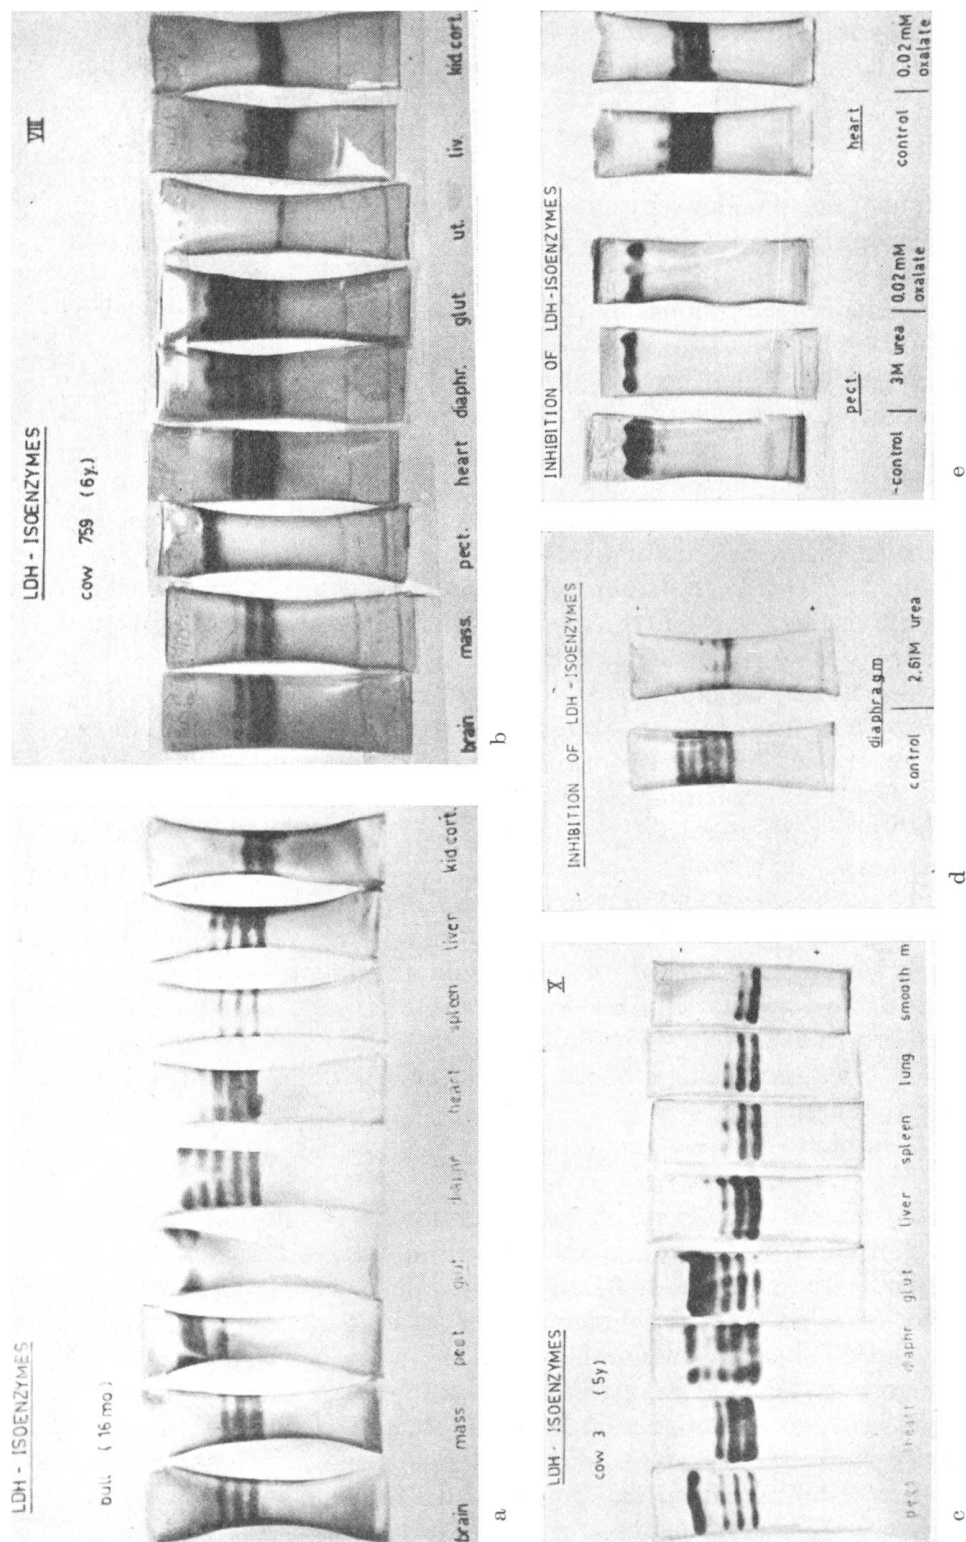 LDH - ISOENZYMES
bull (16 mo)
brain mass pect glut diaphr heart spleen liver kid cort.
a
LDH - ISOENZYMES
VIII
cow 759 (6y.)
brain mass. pect. heart diaphr. glut ut. liv. kid cort.
b
LDH - ISOENZYMES
X
cow 3 (5y)
-
+
pect heart diaphr glut liver spleen lung smooth m
c
INHIBITION OF LDH-ISOENZYMES
+
control 2.61M urea
diaphragm
d
INHIBITION OF LDH-ISOENZYMES
-control 3M urea 0.02mM oxalate
pect.
control 0.02mM oxalate
heart
e